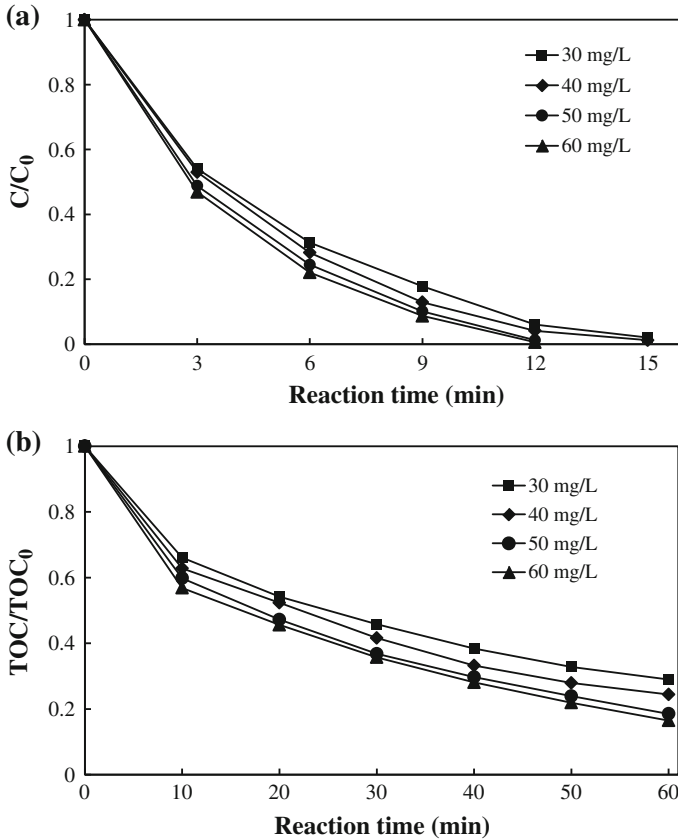 (a)
1
0.8
0.6
0.4
0.2
0
C/C0
30 mg/L
40 mg/L
50 mg/L
60 mg/L
0 3 6 9 12 15
Reaction time (min)
(b)
1
0.8
0.6
0.4
0.2
0
TOC/TOC0
30 mg/L
40 mg/L
50 mg/L
60 mg/L
0 10 20 30 40 50 60
Reaction time (min)